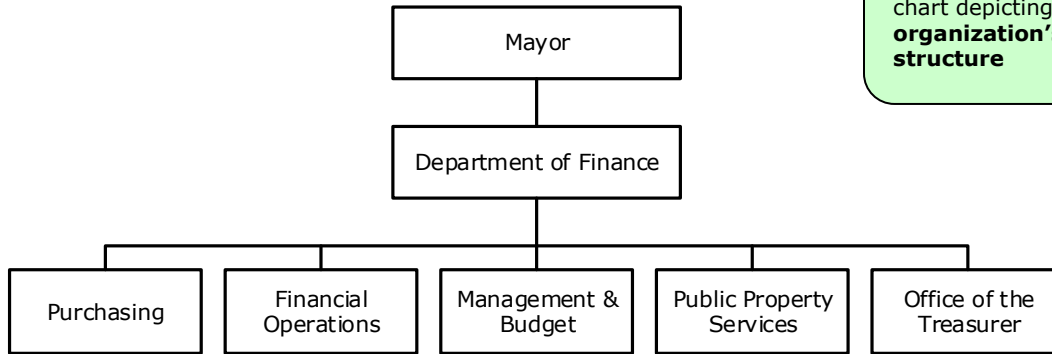 chart depicting
organization's
structure
Mayor
Department of Finance
Purchasing
Financial
Operations
Management &
Budget
Public Property
Services
Office of the
Treasurer